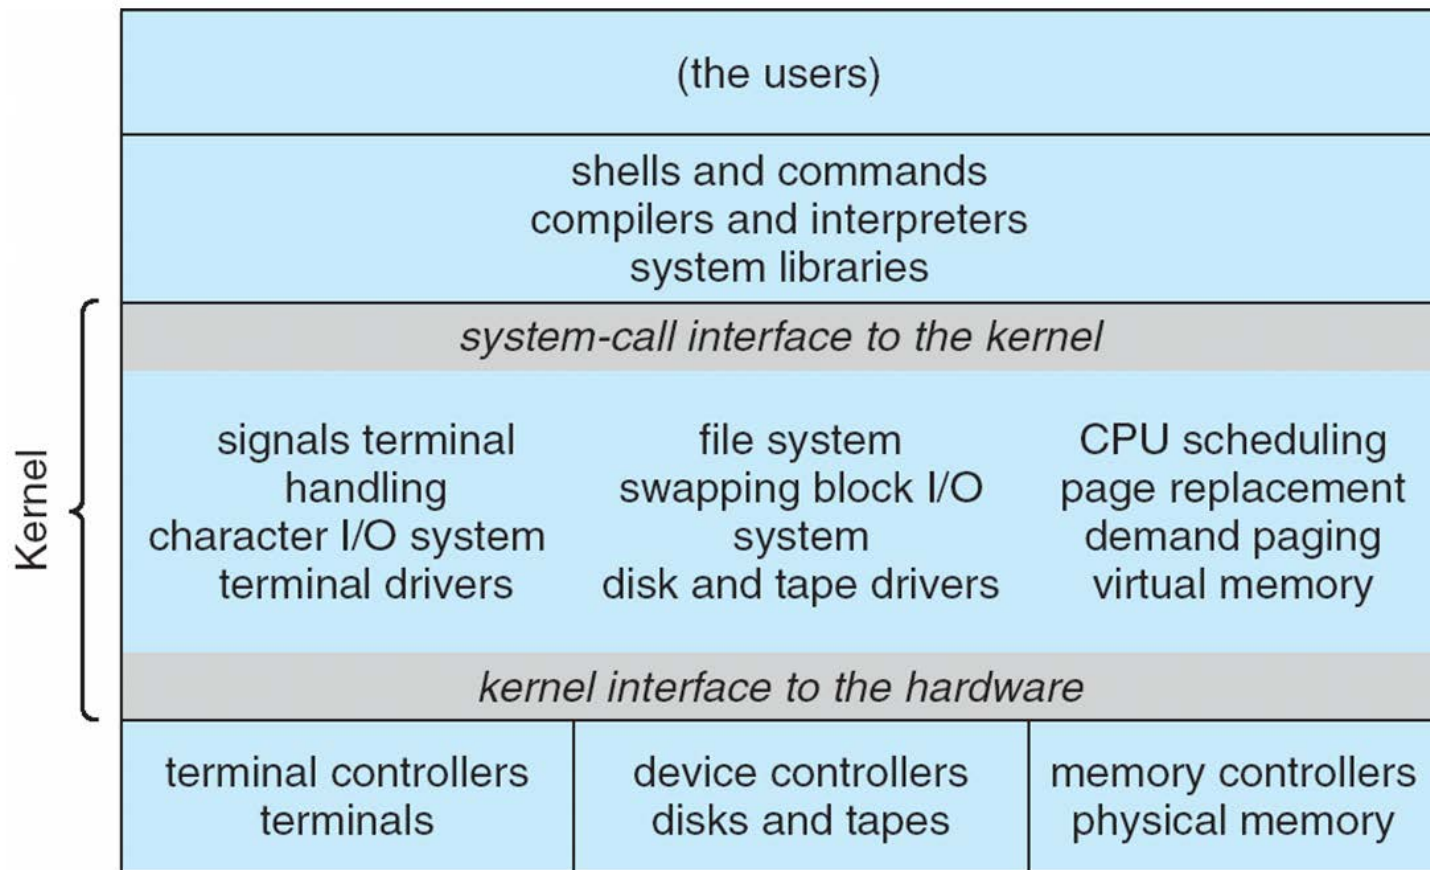 (the users)
shells and commands
compilers and interpreters
system libraries
system-call interface to the kernel
Kernel
signals terminal
handling
character I/O system
terminal drivers
file system
swapping block I/O
system
disk and tape drivers
CPU scheduling
page replacement
demand paging
virtual memory
kernel interface to the hardware
terminal controllers
terminals
device controllers
disks and tapes
memory controllers
physical memory